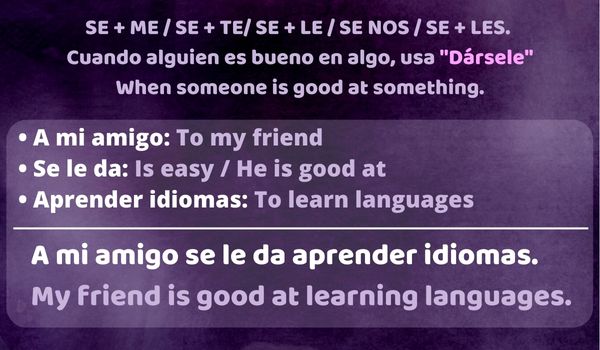 SE + ME / SE + TE/ SE + LE / SE NOS / SE + LES.
Cuando alguien es bueno en algo, usa "Dársele"
When someone is good at something.
• A mi amigo: To my friend
• Se le da: Is easy / He is good at
• Aprender idiomas: To learn languages
A mi amigo se le da aprender idiomas.
My friend is good at learning languages.